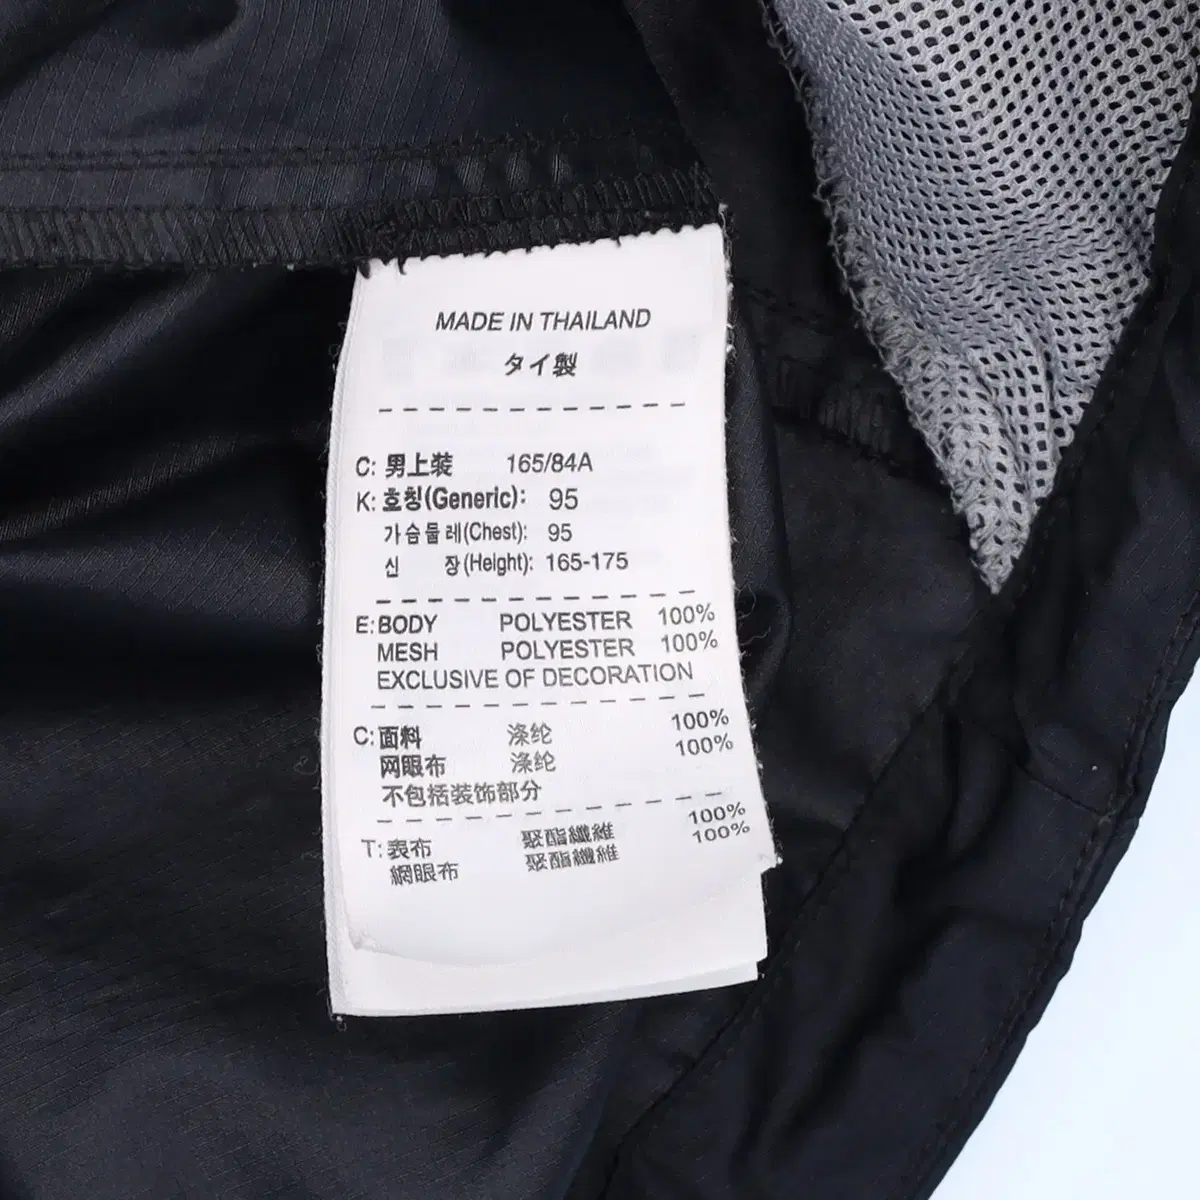 MADE IN THAILAND
タイ製
C: 男上裝 165/84A
K: 호칭(Generic): 95
가슴물레(Chest): 95
신 장(Height): 165-175
E: BODY POLYESTER 100%
MESH POLYESTER 100%
EXCLUSIVE OF DECORATION
C: 面料 涤纶 100%
网眼布 涤纶 100%
不包括装饰部分
T: 表布 聚酯纖維 100%
網眼布 聚酯纖維 100%